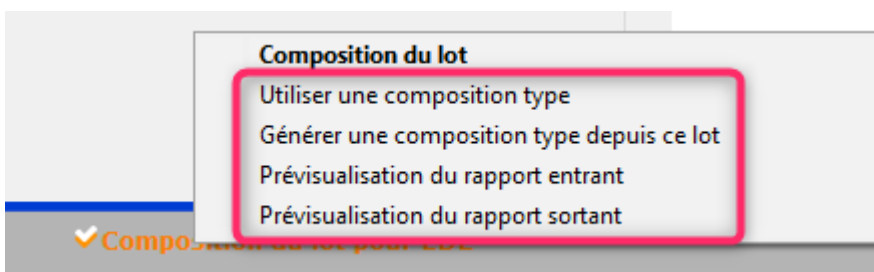 Composition du lot
Utiliser une composition type
Générer une composition type depuis ce lot
Prévisualisation du rapport entrant
Prévisualisation du rapport sortant
Compo